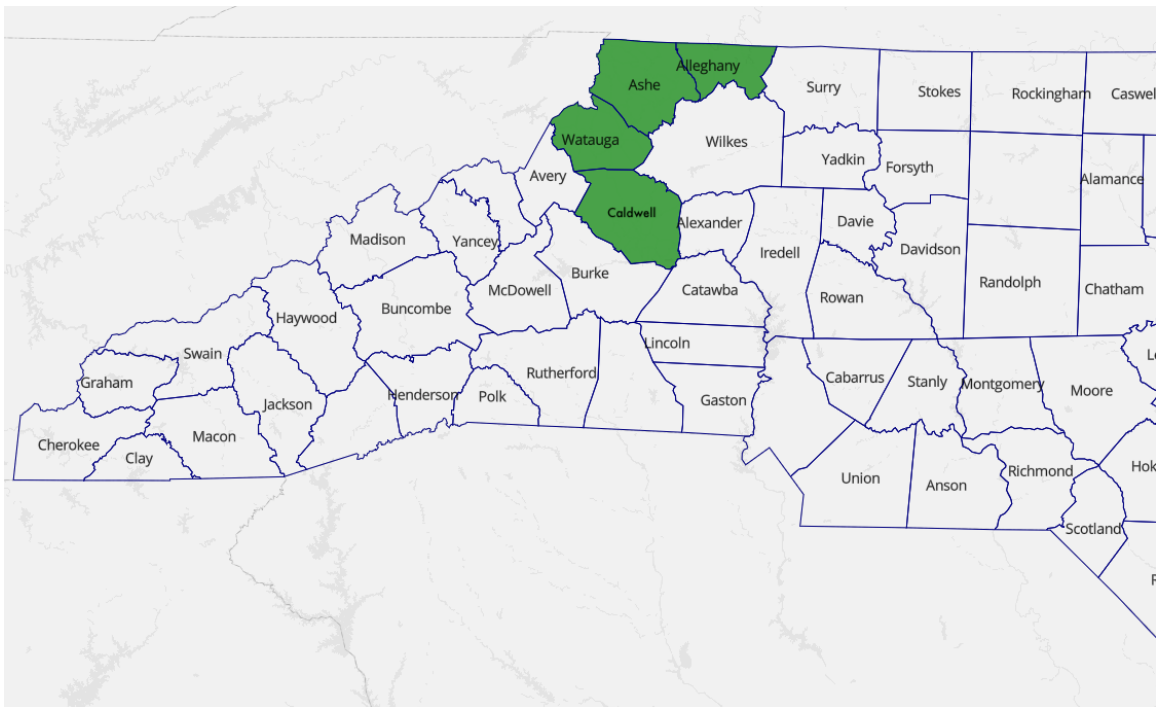 Alleghany
Ashe
Surry
Stokes
Rockingham
Caswell
Watauga
Wilkes
Yadkin
Forsyth
Alamance
Avery
Caldwell
Alexander
Davie
Madison
Yancey
Iredell
Davidson
Burke
McDowell
Catawba
Randolph
Chatham
Buncombe
Rowan
Haywood
Swain
Lincoln
Graham
Rutherford
Cabarrus
Stanly
Montgomery
Moore
Henderson
Polk
Gaston
Jackson
Macon
Cherokee
Clay
Union
Anson
Richmond
Hok
Scotland